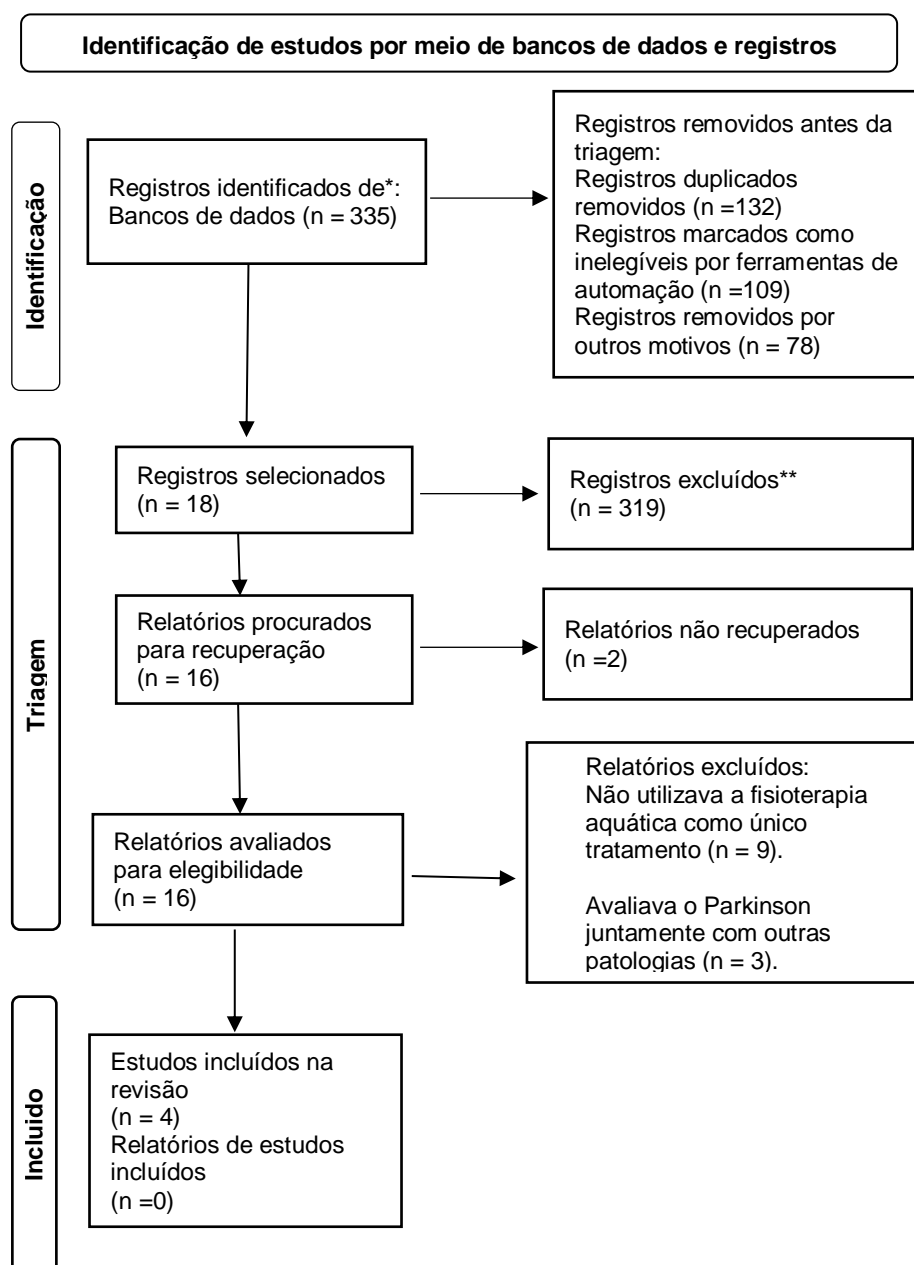 Identificação de estudos por meio de bancos de dados e registros
Identificação
Registros identificados de*:
Bancos de dados (n = 335)
Registros removidos antes da
triagem:
Registros duplicados
removidos (n =132)
Registros marcados como
inelegíveis por ferramentas de
automação (n =109)
Registros removidos por
outros motivos (n = 78)
Triagem
Registros selecionados
(n = 18)
Registros excluídos**
(n = 319)
Relatórios procurados
para recuperação
(n = 16)
Relatórios não recuperados
(n =2)
Relatórios avaliados
para elegibilidade
(n = 16)
Relatórios excluídos:
Não utilizava a fisioterapia
aquática como único
tratamento (n = 9).
Avaliava o Parkinson
juntamente com outras
patologias (n = 3).
Incluido
Estudos incluídos na
revisão
(n = 4)
Relatórios de estudos
incluídos
(n =0)